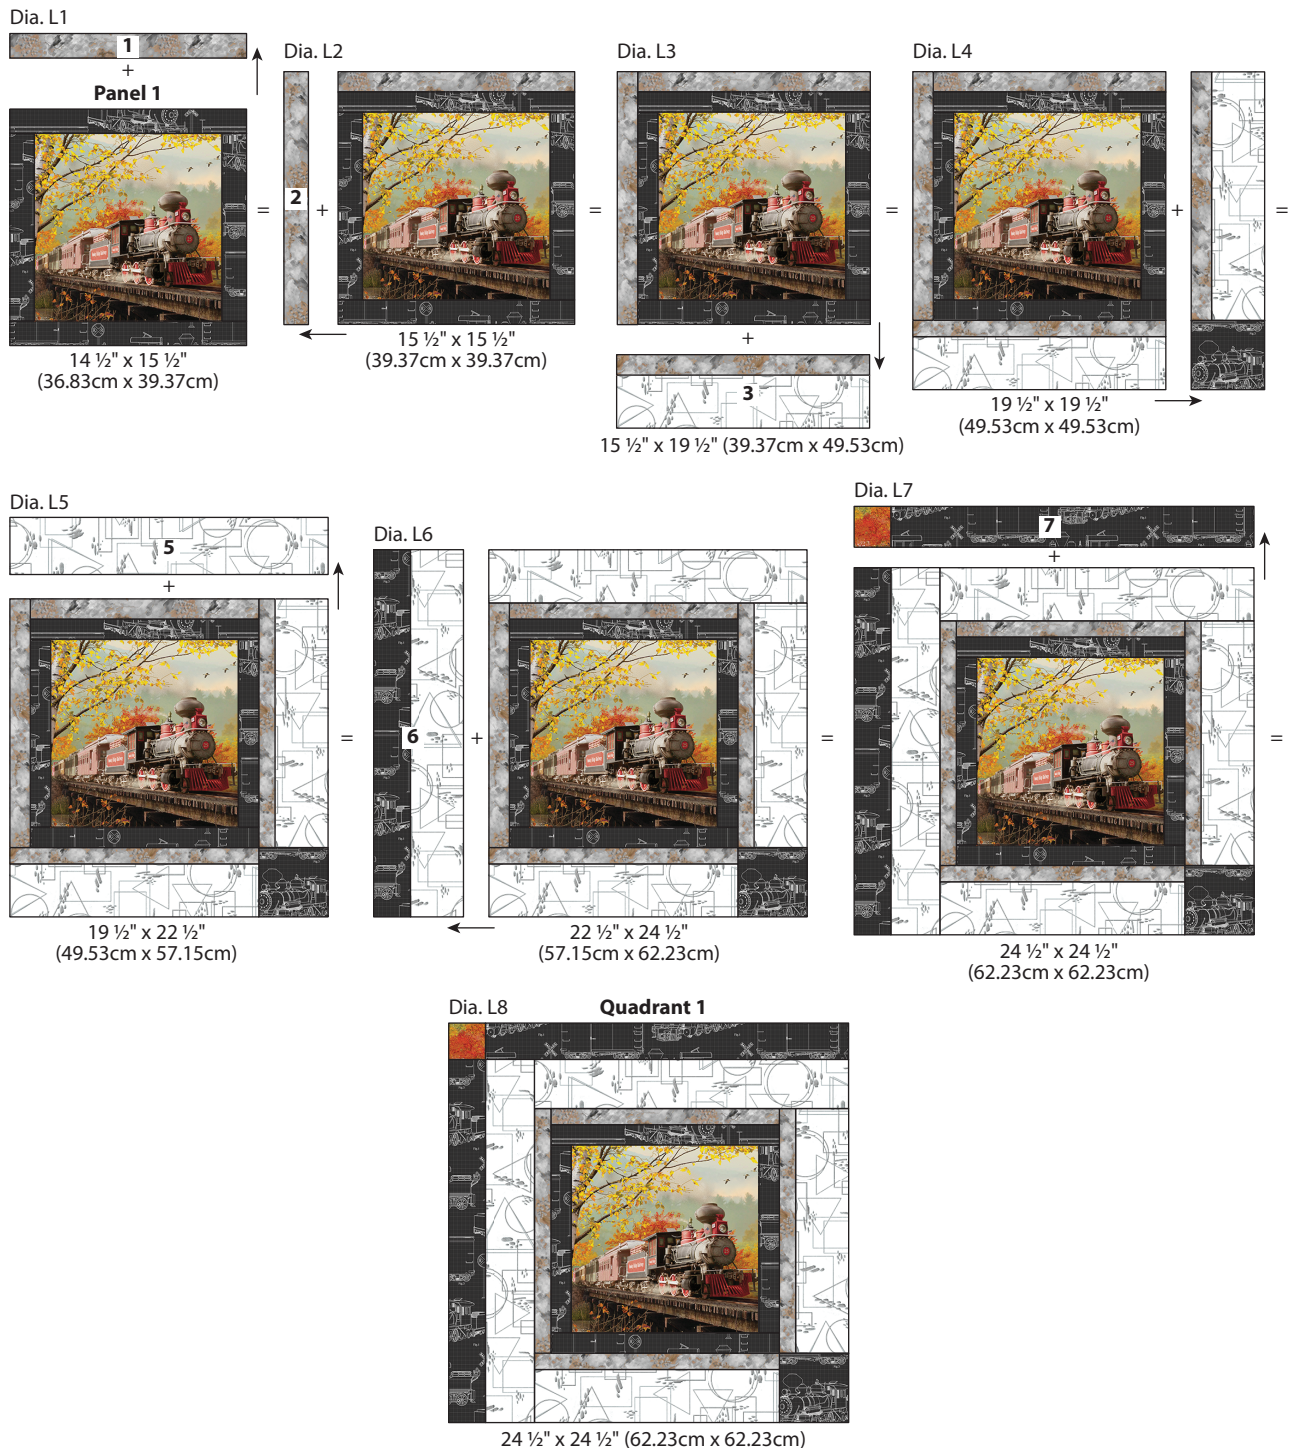 Dia. L1
1
+
Panel 1
14 ½" x 15 ½"
(36.83cm x 39.37cm)
=
Dia. L2
2
+
15 ½" x 15 ½"
(39.37cm x 39.37cm)
=
Dia. L3
+
3
15 ½" x 19 ½" (39.37cm x 49.53cm)
=
Dia. L4
+
=
19 ½" x 19 ½"
(49.53cm x 49.53cm)
Dia. L5
5
+
19 ½" x 22 ½"
(49.53cm x 57.15cm)
=
Dia. L6
6
+
22 ½" x 24 ½"
(57.15cm x 62.23cm)
=
Dia. L7
7
+
24 ½" x 24 ½"
(62.23cm x 62.23cm)
=
Dia. L8
Quadrant 1
24 ½" x 24 ½" (62.23cm x 62.23cm)